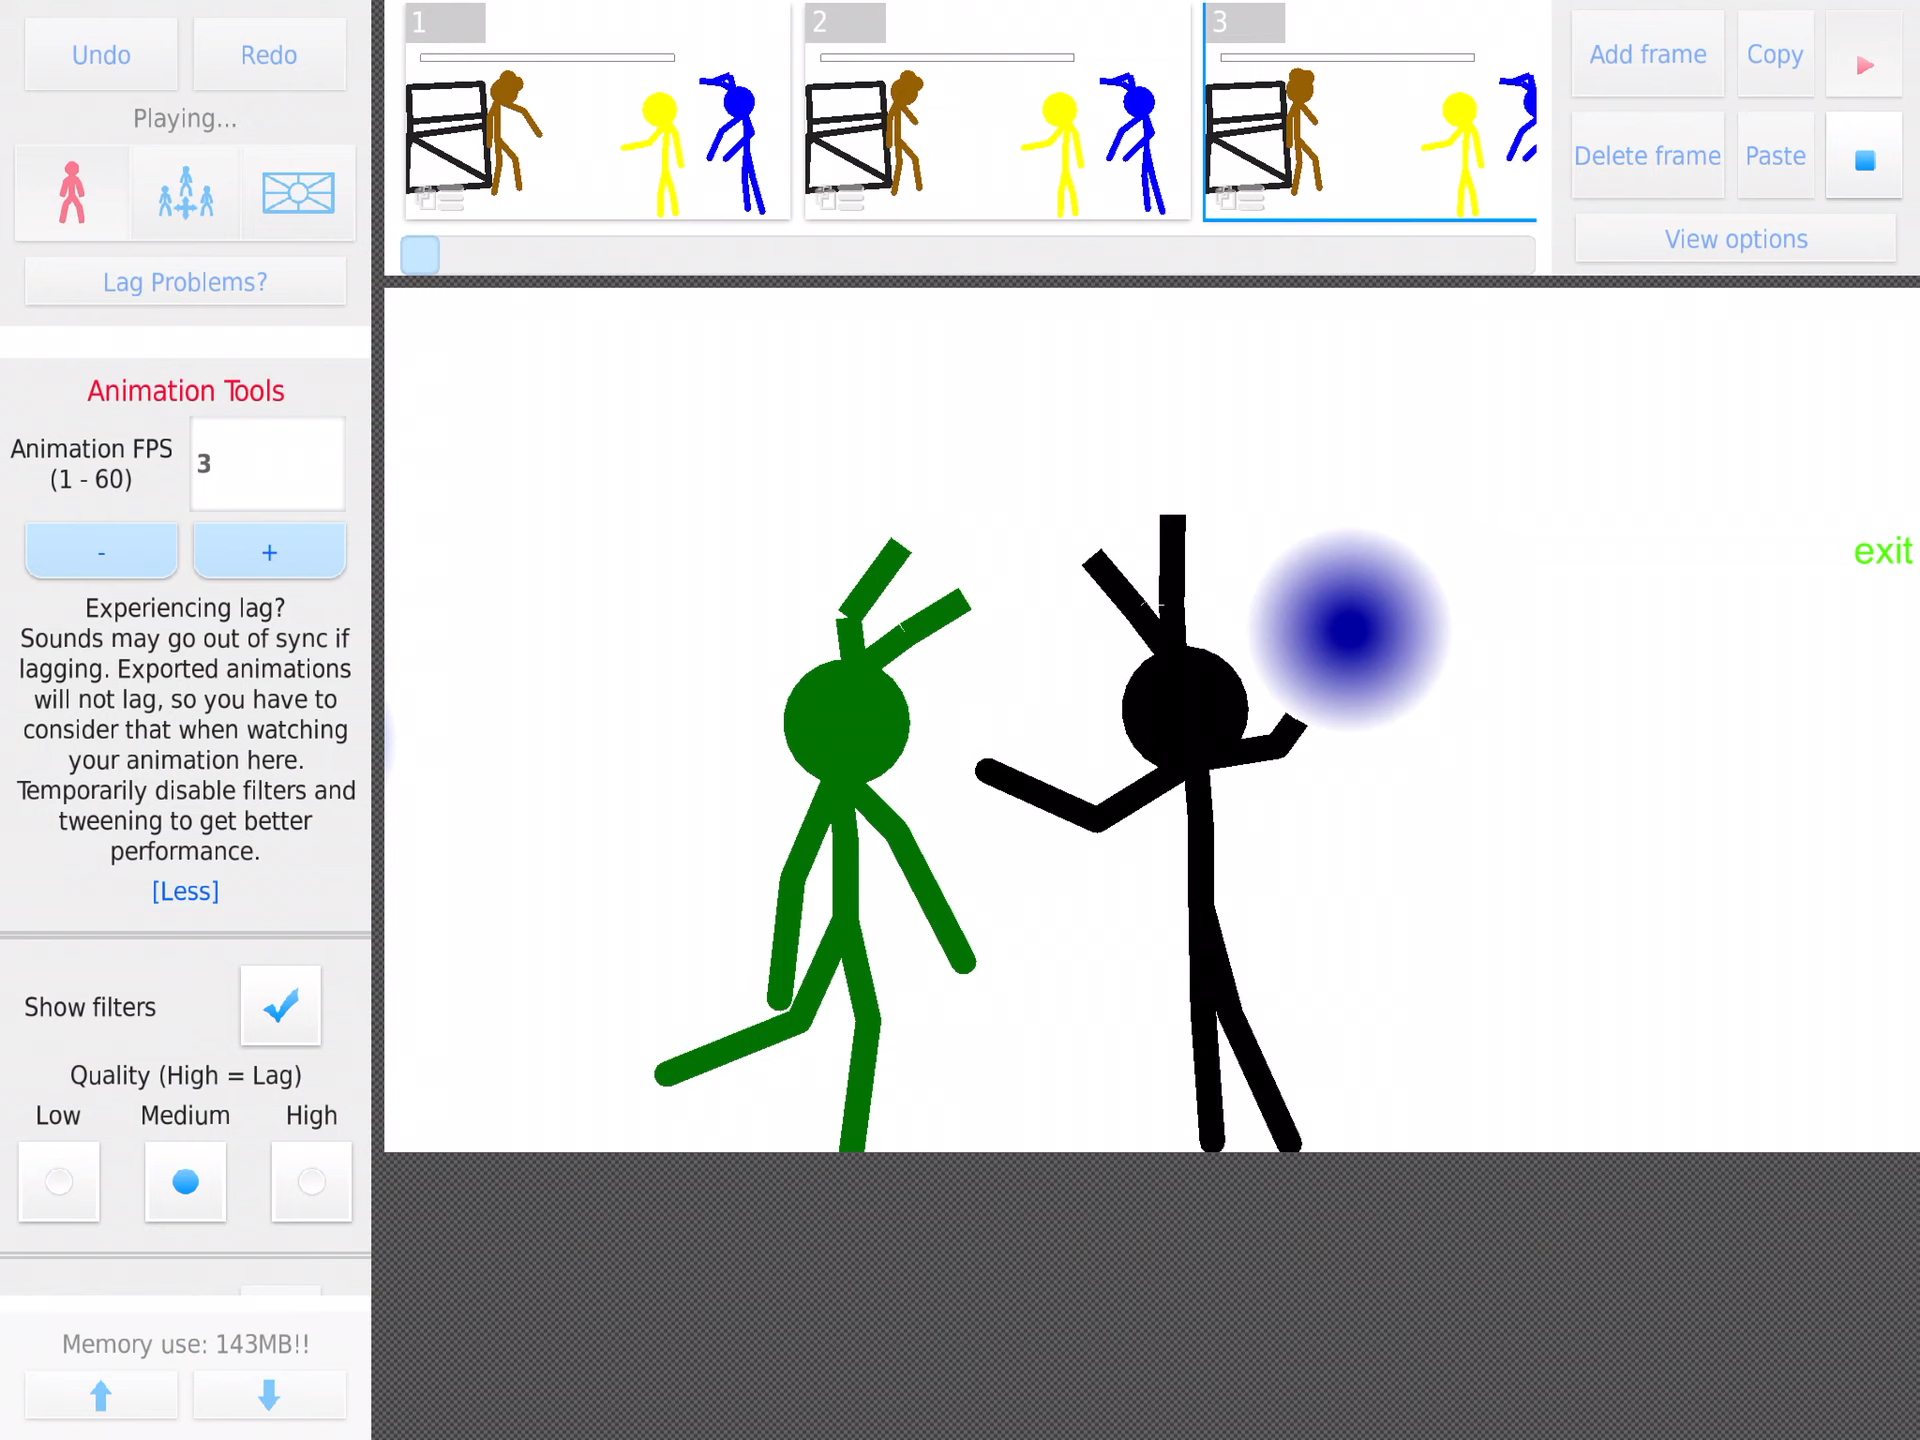 Undo
Redo
Playing...
Lag Problems?
Animation Tools
Animation FPS
(1 - 60)
3
-
+
Experiencing lag?
Sounds may go out of sync if
lagging. Exported animations
will not lag, so you have to
consider that when watching
your animation here.
Temporarily disable filters and
tweening to get better
performance.
[Less]
Show filters
Quality (High = Lag)
Low
Medium
High
Memory use: 143MB!!
1
2
3
Add frame
Copy
Delete frame
Paste
View options
exit